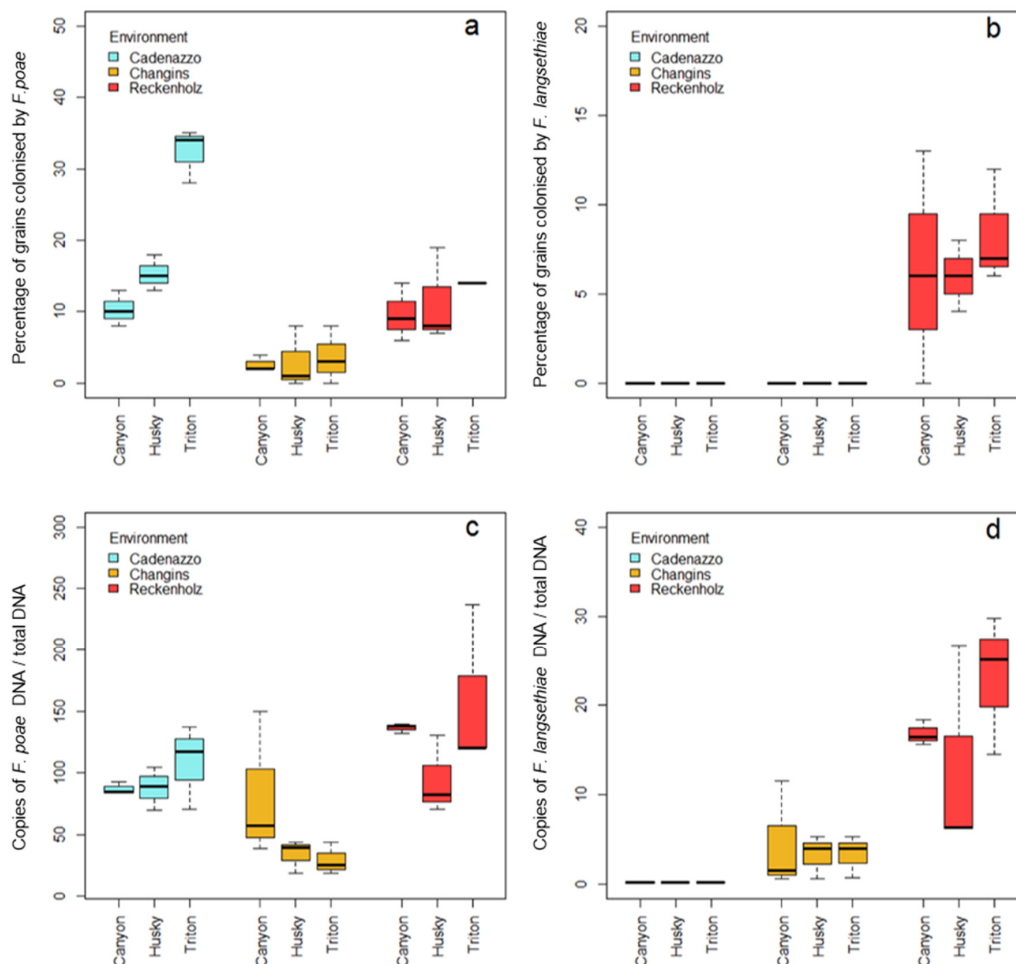 a
Percentage of grains colonised by F.poae
50
40
30
20
10
0
Environment
Cadenazzo
Changins
Reckenholz
Canyon
Husky
Triton
Canyon
Husky
Triton
Canyon
Husky
Triton
b
Percentage of grains colonised by F. langsethiae
20
15
10
5
0
Environment
Cadenazzo
Changins
Reckenholz
Canyon
Husky
Triton
Canyon
Husky
Triton
Canyon
Husky
Triton
c
Copies of F. poae DNA / total DNA
300
250
200
150
100
50
0
Environment
Cadenazzo
Changins
Reckenholz
Canyon
Husky
Triton
Canyon
Husky
Triton
Canyon
Husky
Triton
d
Copies of F. langsethiae DNA / total DNA
40
30
20
10
0
Environment
Cadenazzo
Changins
Reckenholz
Canyon
Husky
Triton
Canyon
Husky
Triton
Canyon
Husky
Triton